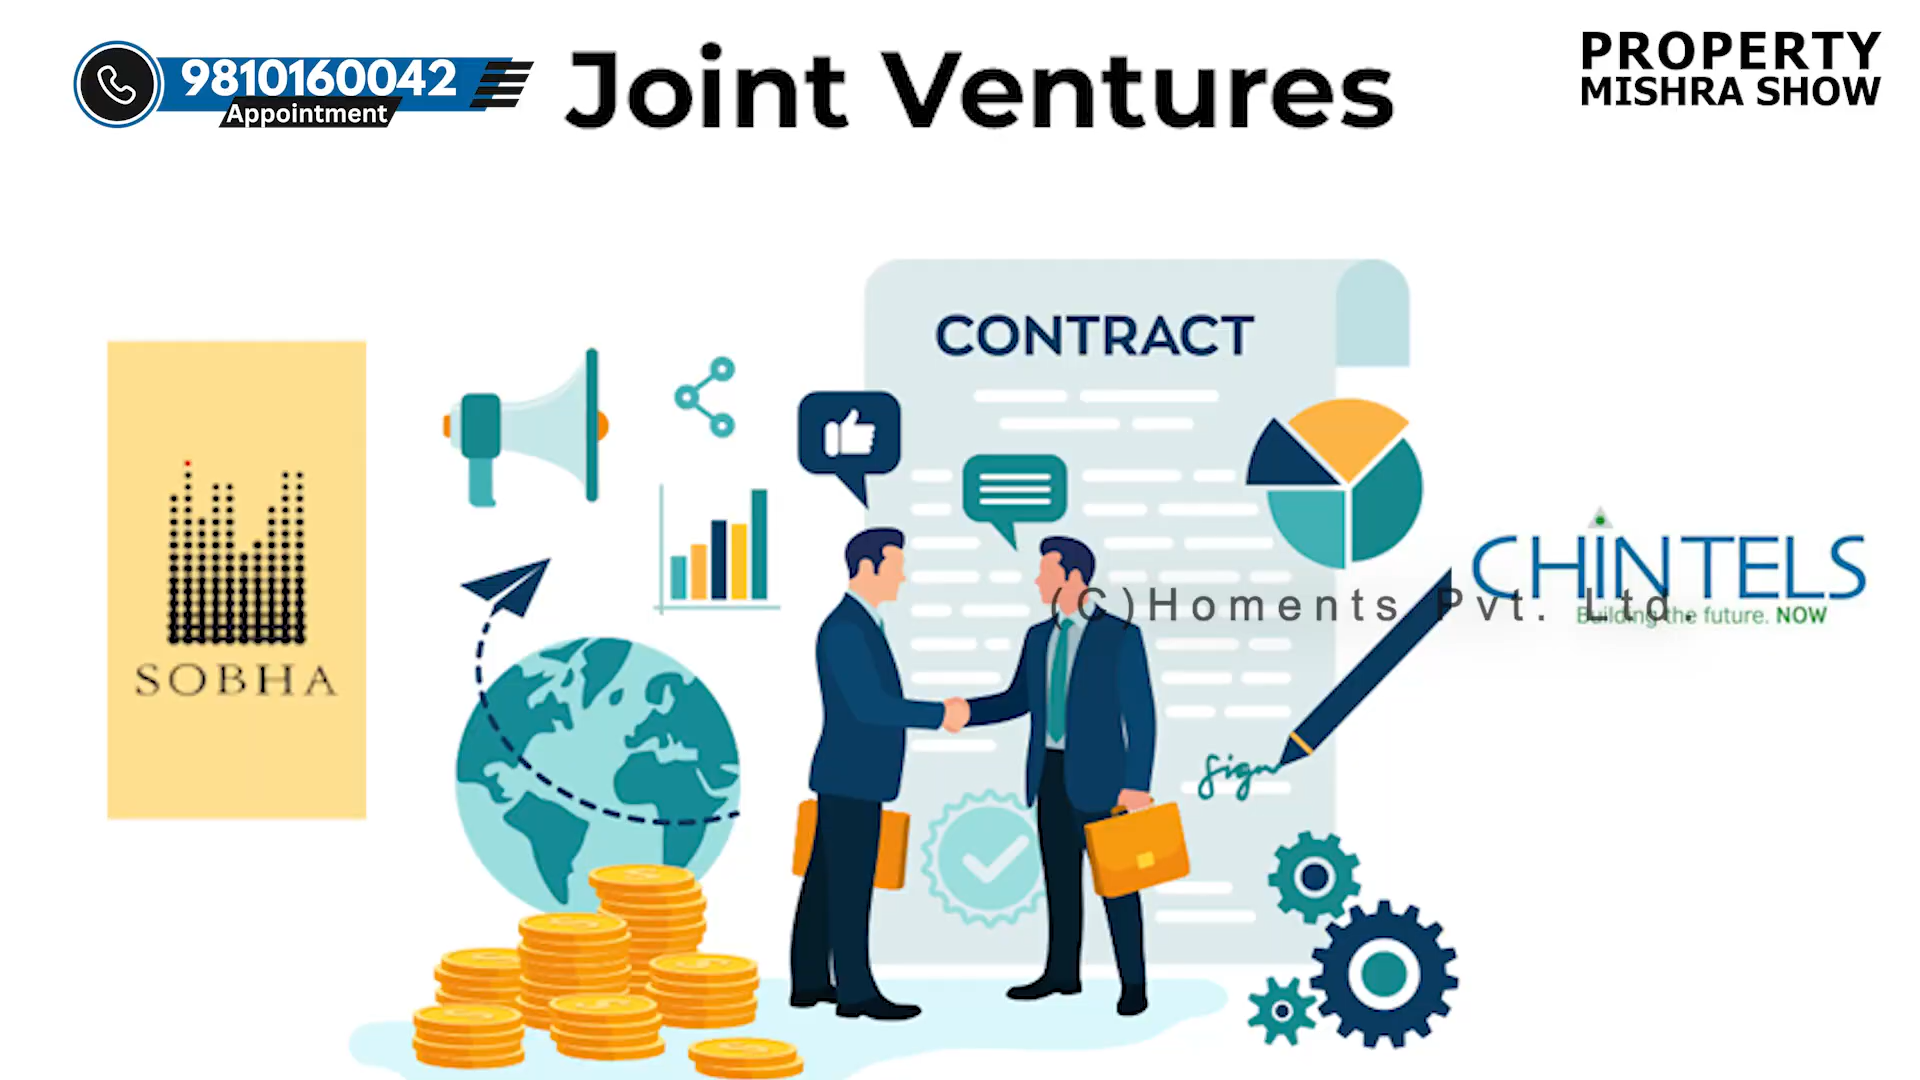 9810160042
Appointment
Joint Ventures
PROPERTY
MISHRA SHOW
CONTRACT
SOBHA
CHINTELS
Building the future. NOW
(C)Homents Pvt. Ltd.
Sign